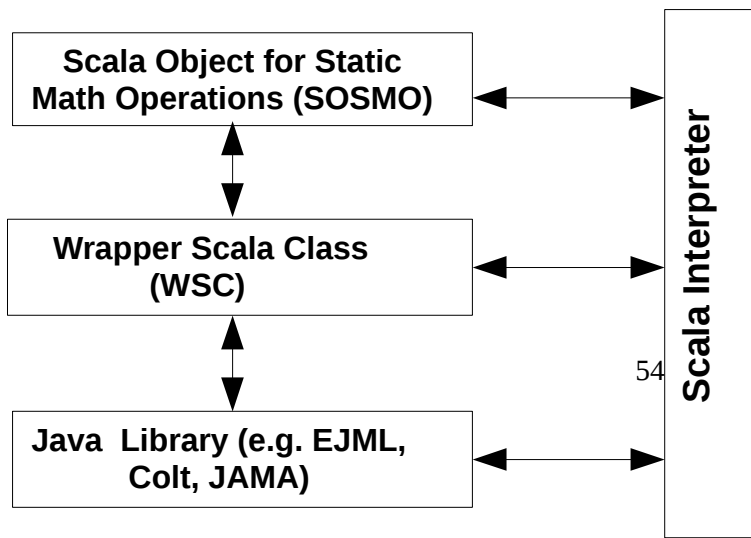 Scala Object for Static
Math Operations (SOSMO)
Wrapper Scala Class
(WSC)
54
Java Library (e.g. EJML,
Colt, JAMA)
Scala Interpreter